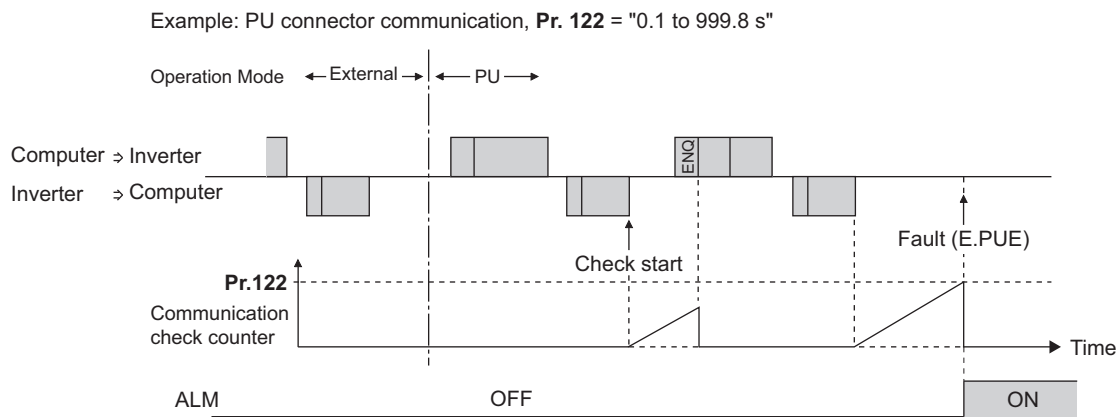 Example: PU connector communication, Pr. 122 = "0.1 to 999.8 s"
Operation Mode
External
PU
Computer ⇒ Inverter
ENQ
Inverter ⇒ Computer
Fault (E.PUE)
Check start
Pr.122
Communication
check counter
Time
ALM
OFF
ON